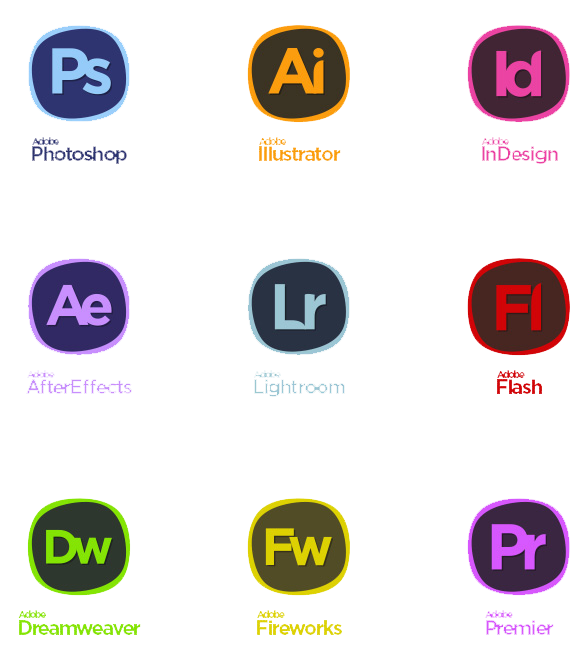 Ps
Adobe
Photoshop
Ai
Adobe
Illustrator
Id
Adobe
InDesign
Ae
Adobe
AfterEffects
Lr
Adobe
Lightroom
Fl
Adobe
Flash
Dw
Adobe
Dreamweaver
Fw
Adobe
Fireworks
Pr
Adobe
Premier